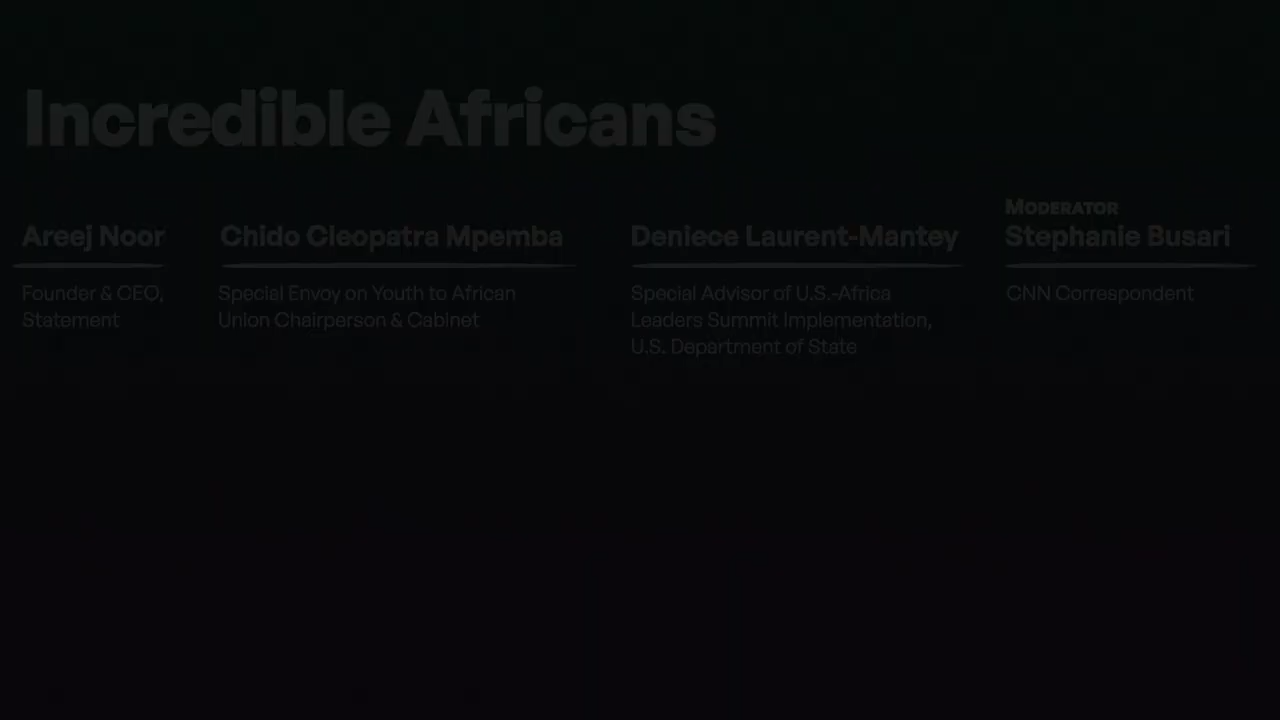 Incredible Africans
Areej Noor
Founder & CEO,
Statement
Chido Cleopatra Mpemba
Special Envoy on Youth to African
Union Chairperson & Cabinet
Deniece Laurent-Mantey
Special Advisor of U.S.-Africa
Leaders Summit Implementation,
U.S. Department of State
MODERATOR
Stephanie Busari
CNN Correspondent